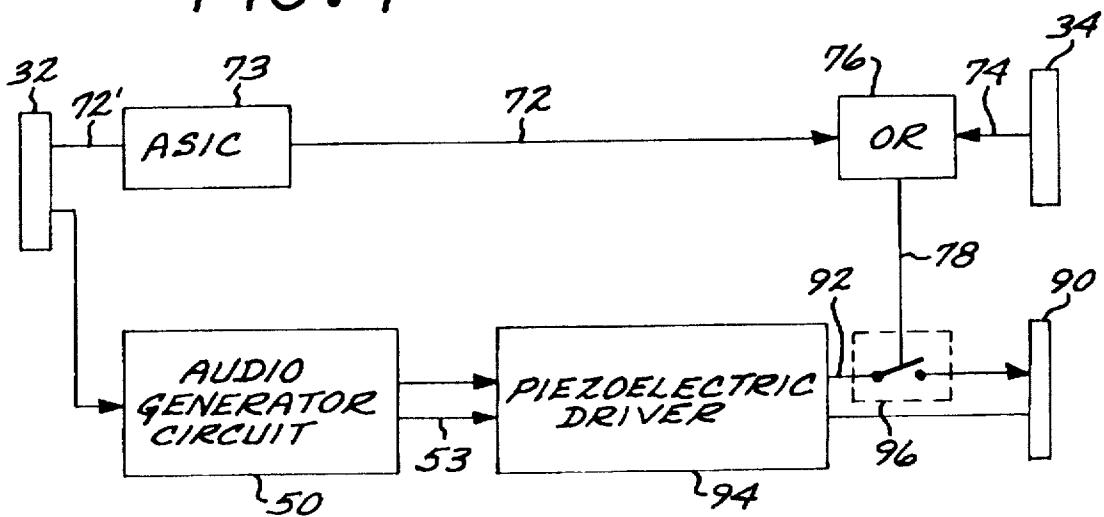 32
72'
73
ASIC
72
76
OR
74
34
78
92
90
AUDIO
GENERATOR
CIRCUIT
53
PIEZOELECTRIC
DRIVER
96
50
94